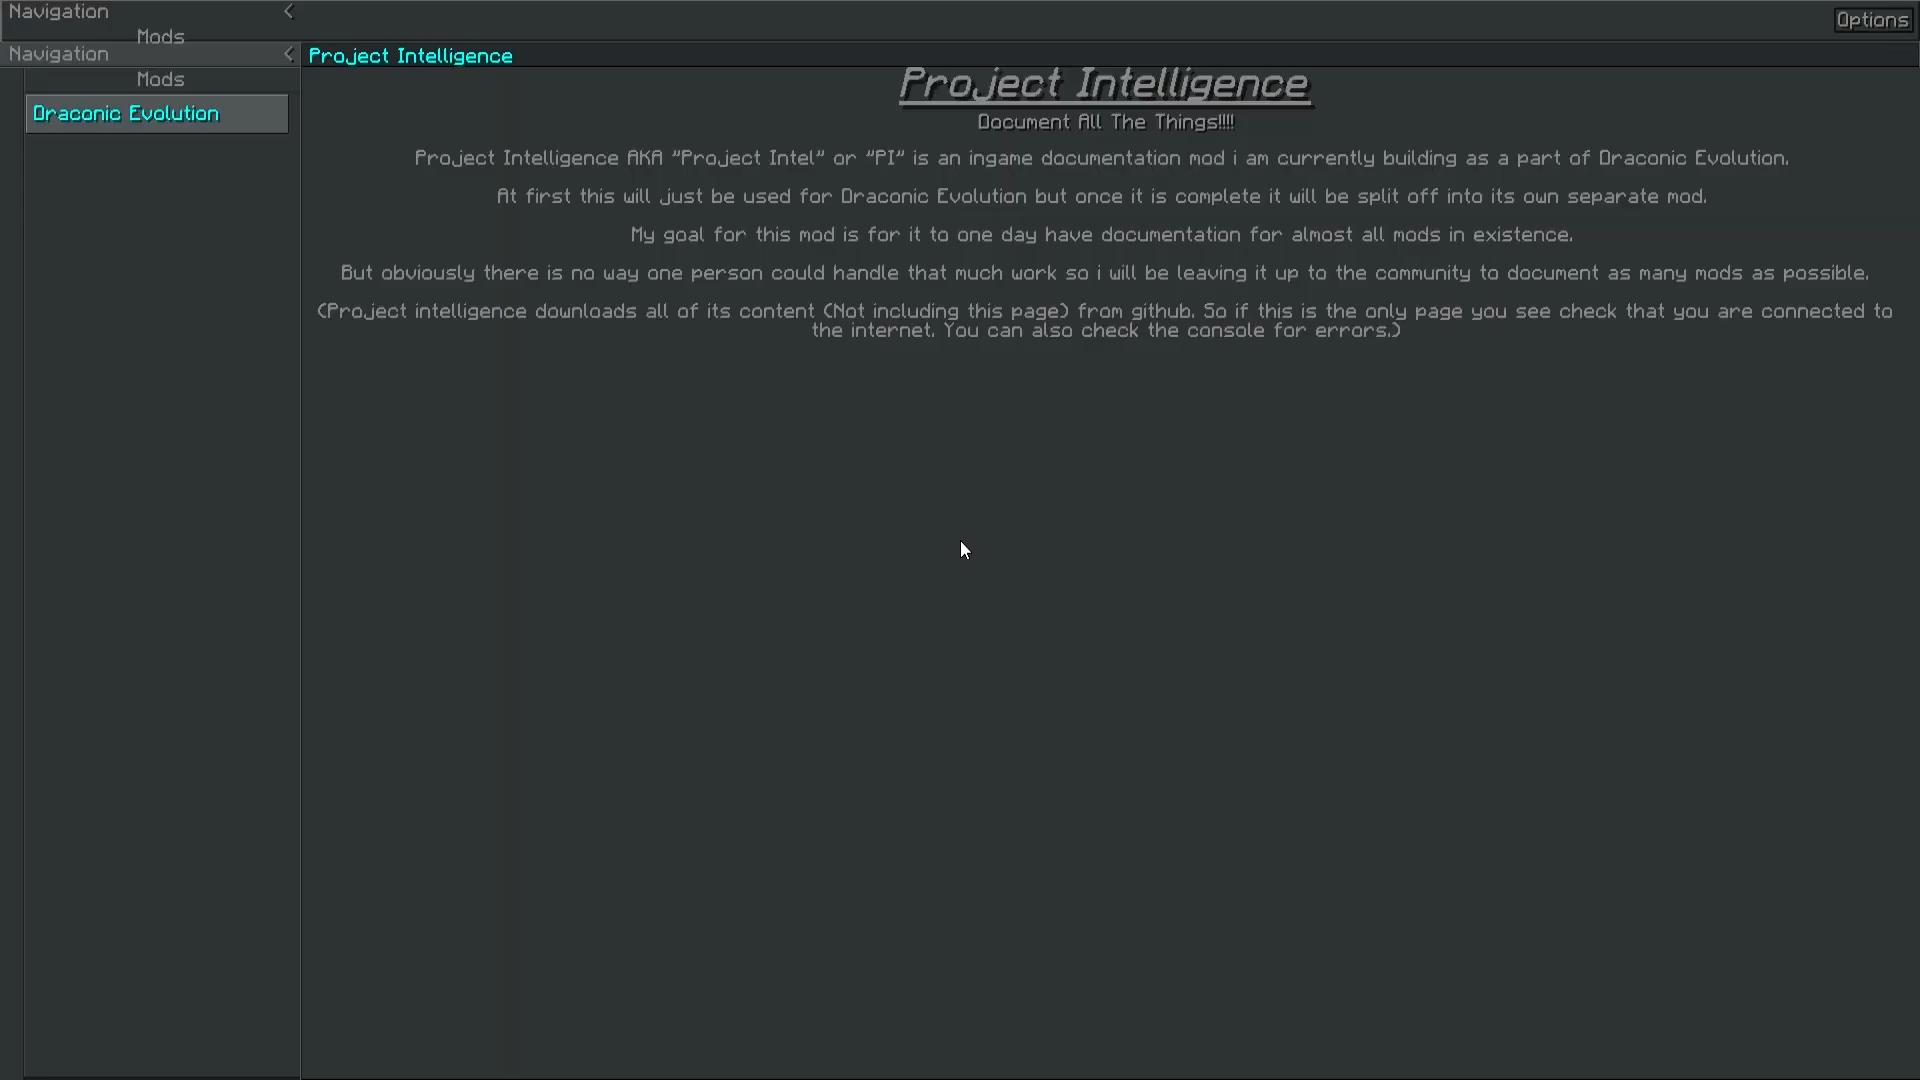 Navigation <
Options
Mods
Navigation <
Project Intelligence
Mods
Draconic Evolution
Project Intelligence
Document All The Things!!!!
Project Intelligence AKA "Project Intel" or "PI" is an ingame documentation mod i am currently building as a part of Draconic Evolution.
At first this will just be used for Draconic Evolution but once it is complete it will be split off into its own separate mod.
My goal for this mod is for it to one day have documentation for almost all mods in existence.
But obviously there is no way one person could handle that much work so i will be leaving it up to the community to document as many mods as possible.
(Project intelligence downloads all of its content (Not including this page) from github. So if this is the only page you see check that you are connected to
the internet. You can also check the console for errors.)